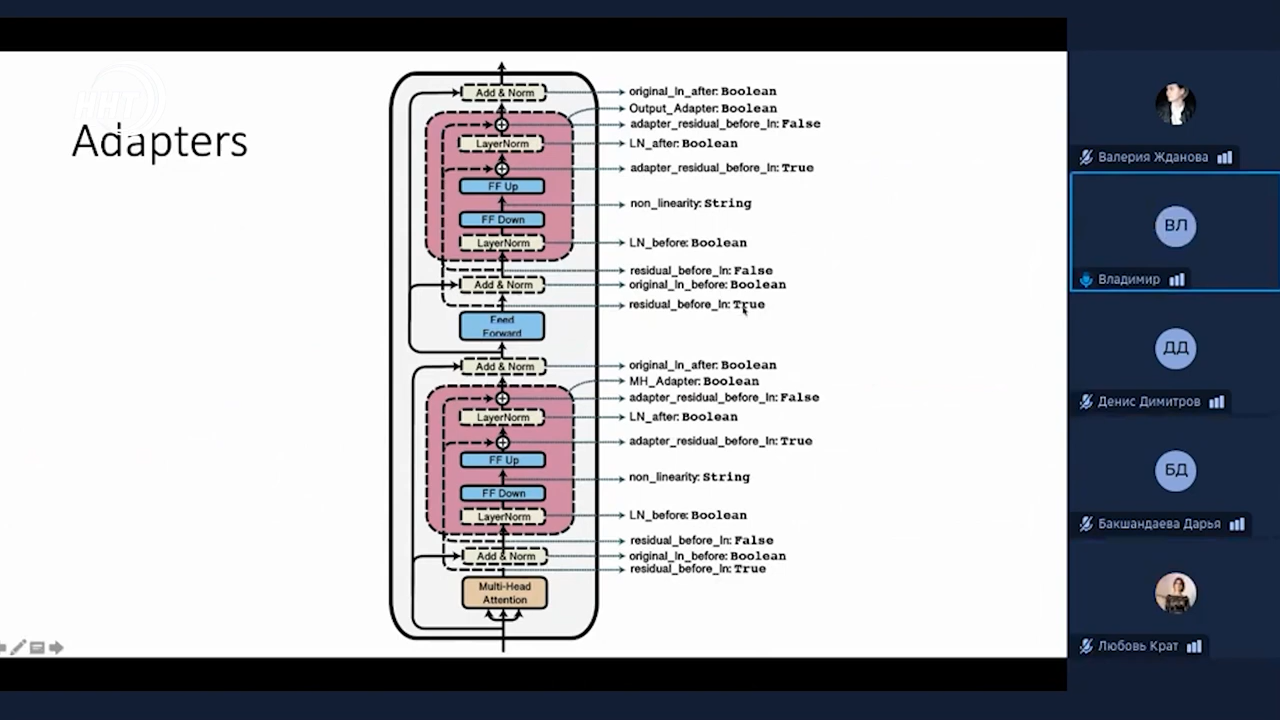 ННТ
Adapters
Add & Norm
LayerNorm
FF Up
FF Down
LayerNorm
Add & Norm
Feed
Forward
Add & Norm
LayerNorm
FF Up
FF Down
LayerNorm
Add & Norm
Multi-Head
Attention
original_ln_after: Boolean
Output_Adapter: Boolean
adapter_residual_before_ln: False
LN_after: Boolean
adapter_residual_before_ln: True
non_linearity: String
LN_before: Boolean
residual_before_ln: False
original_ln_before: Boolean
residual_before_ln: True
original_ln_after: Boolean
MH_Adapter: Boolean
adapter_residual_before_ln: False
LN_after: Boolean
adapter_residual_before_ln: True
non_linearity: String
LN_before: Boolean
residual_before_ln: False
original_ln_before: Boolean
residual_before_ln: True
Валерия Жданова
ВЛ
Владимир
ДД
Денис Димитров
БД
Бакшандаева Дарья
Любовь Крат